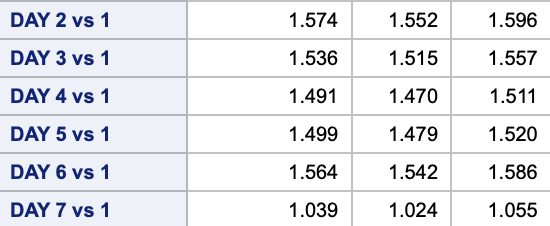 DAY 2 vs 1 1.574 1.552 1.596
DAY 3 vs 1 1.536 1.515 1.557
DAY 4 vs 1 1.491 1.470 1.511
DAY 5 vs 1 1.499 1.479 1.520
DAY 6 vs 1 1.564 1.542 1.586
DAY 7 vs 1 1.039 1.024 1.055